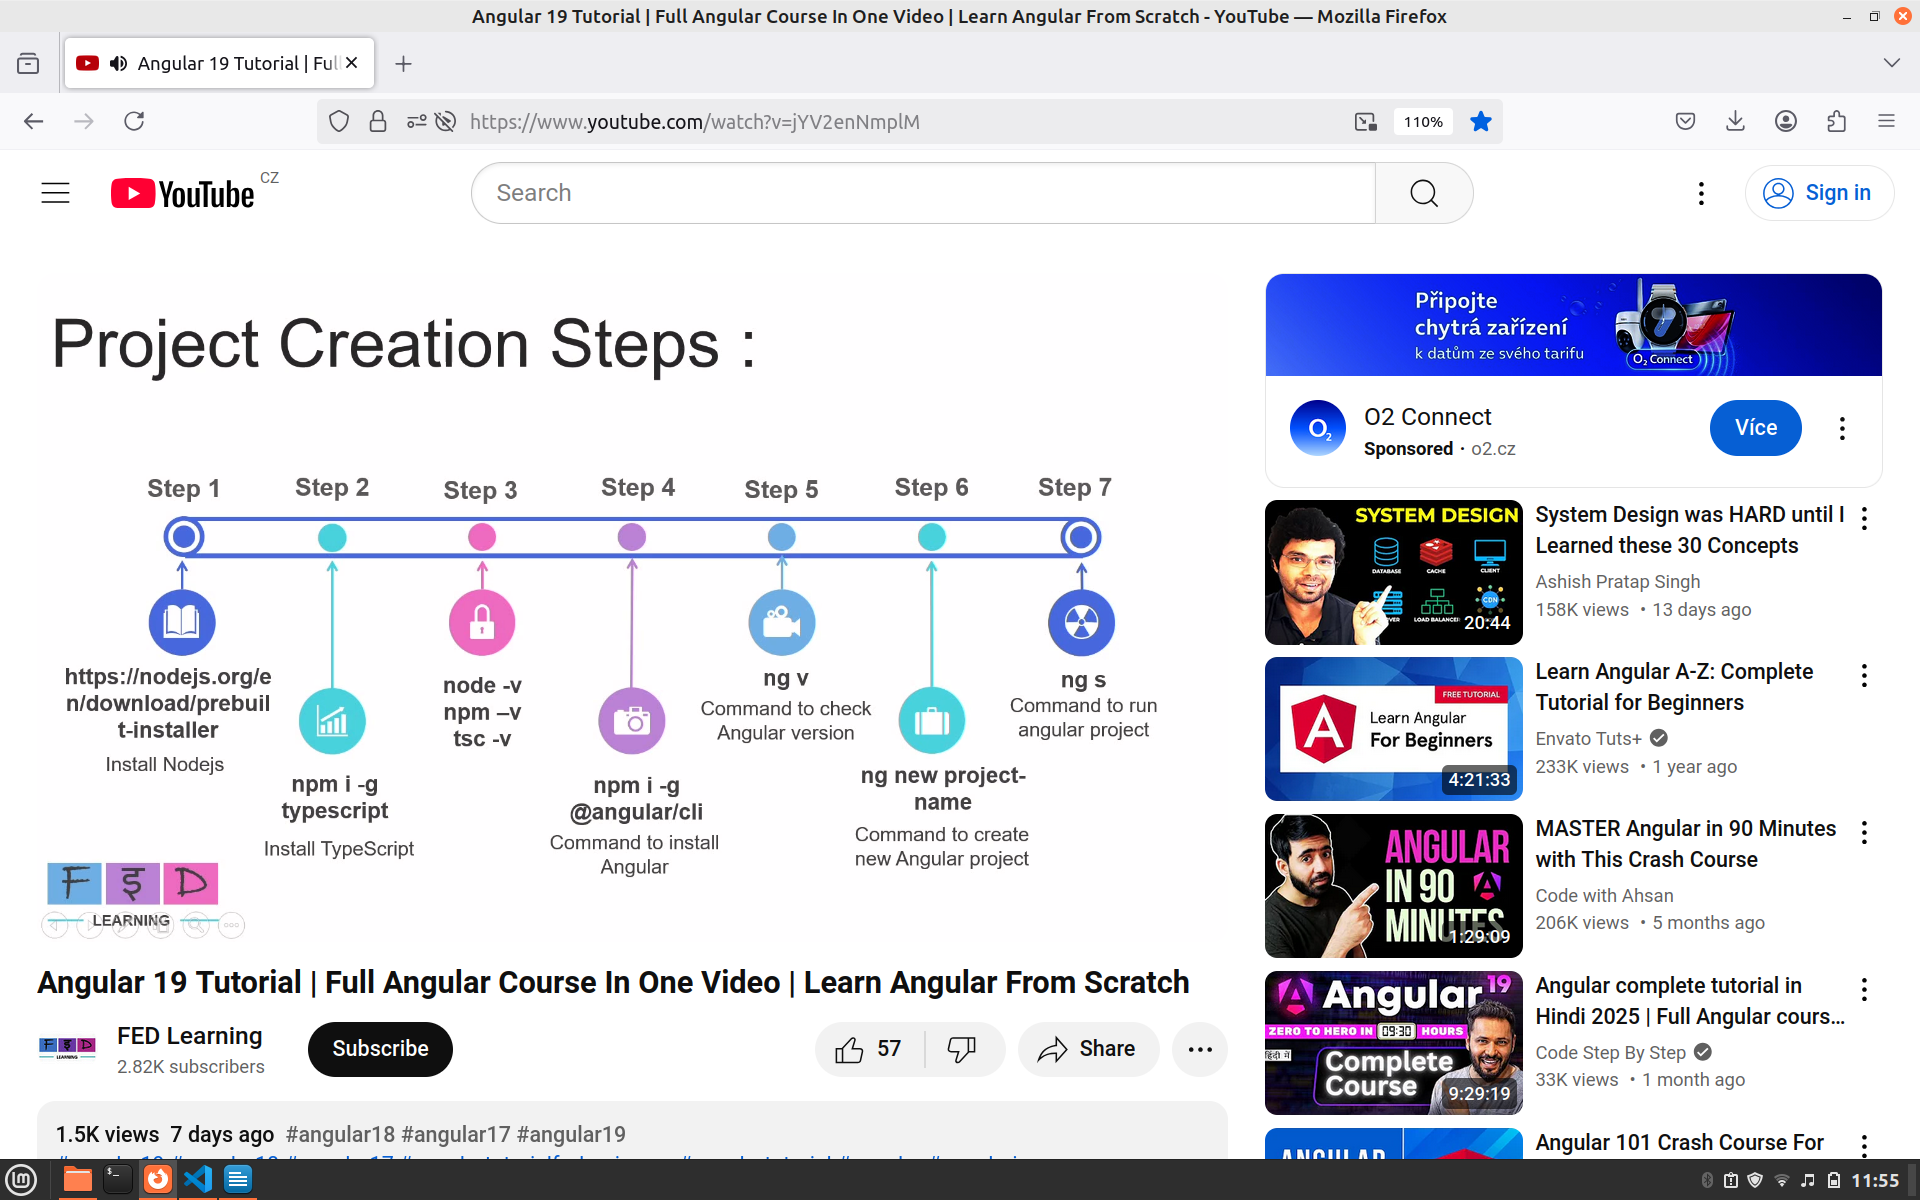 Angular 19 Tutorial | Full Angular Course In One Video | Learn Angular From Scratch - YouTube — Mozilla Firefox
Angular 19 Tutorial | Ful
https://www.youtube.com/watch?v=jYV2enNmplM
110%
YouTube CZ
Search
Sign in
Project Creation Steps :
Step 1
Step 2
Step 3
Step 4
Step 5
Step 6
Step 7
https://nodejs.org/e
n/download/prebuil
t-installer
Install Nodejs
npm i -g
typescript
Install TypeScript
node -v
npm –v
tsc -v
npm i -g
@angular/cli
Command to install
Angular
ng v
Command to check
Angular version
ng new project-
name
Command to create
new Angular project
ng s
Command to run
angular project
F इ D
LEARNING
Angular 19 Tutorial | Full Angular Course In One Video | Learn Angular From Scratch
F इ D
LEARNING
FED Learning
2.82K subscribers
Subscribe
57
Share
1.5K views 7 days ago #angular18 #angular17 #angular19
Připojte
chytrá zařízení
k datům ze svého tarifu
O2 Connect
O2
O2 Connect
Sponsored • o2.cz
Více
SYSTEM DESIGN
DATABASE
CACHE
CLIENT
CDN
LOAD BALANCER
20:44
System Design was HARD until I
Learned these 30 Concepts
Ashish Pratap Singh
158K views • 13 days ago
FREE TUTORIAL
A
Learn Angular
For Beginners
4:21:33
Learn Angular A-Z: Complete
Tutorial for Beginners
Envato Tuts+
233K views • 1 year ago
ANGULAR
IN 90
MINUTES
1:29:09
MASTER Angular in 90 Minutes
with This Crash Course
Code with Ahsan
206K views • 5 months ago
Angular 19
ZERO TO HERO IN 09:30 HOURS
हिंदी में
Complete
Course
9:29:19
Angular complete tutorial in
Hindi 2025 | Full Angular cours...
Code Step By Step
33K views • 1 month ago
ANGULAR
Angular 101 Crash Course For
11:55